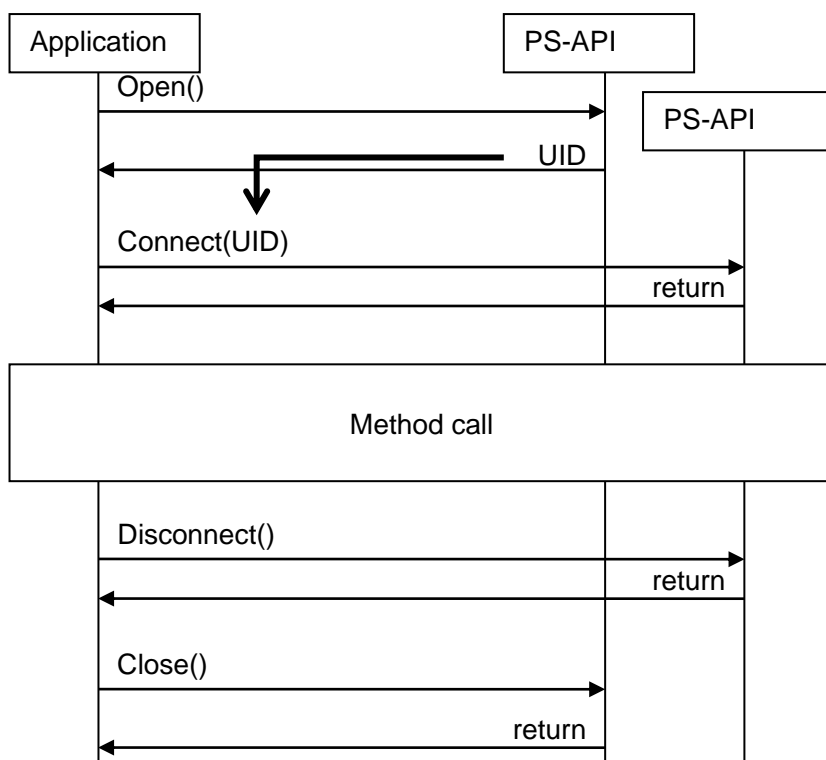 Application
PS-API
Open()
PS-API
UID
Connect(UID)
return
Method call
Disconnect()
return
Close()
return